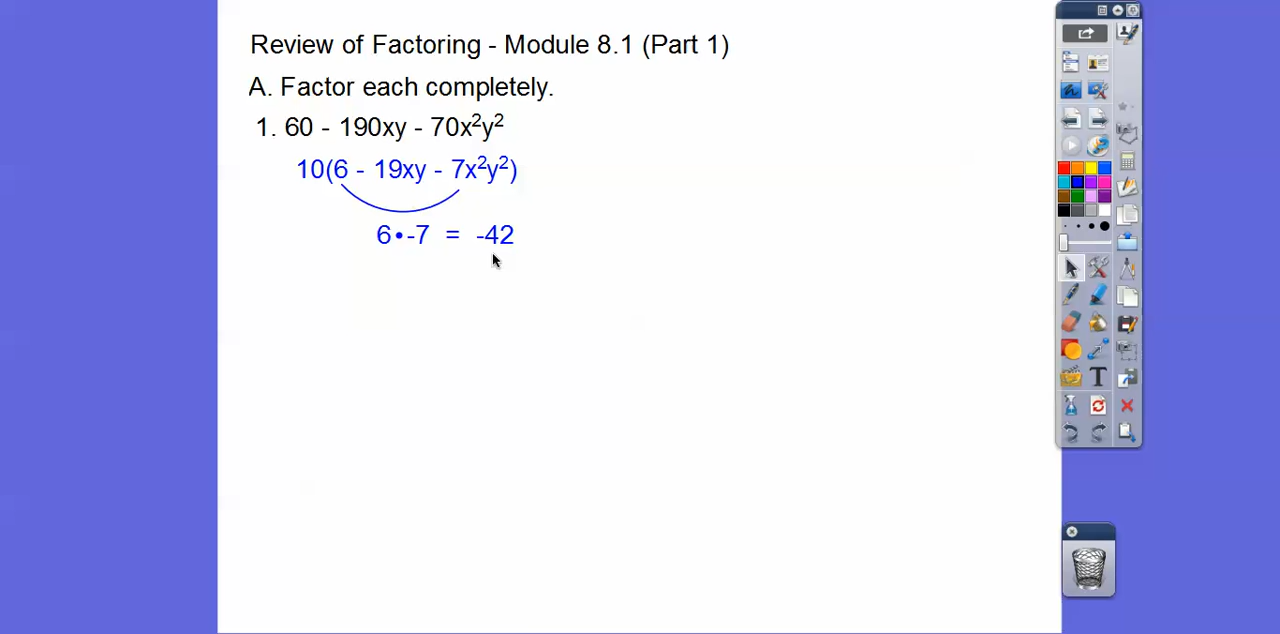 Review of Factoring - Module 8.1 (Part 1)
A. Factor each completely.
1. 60 - 190xy - 70x²y²
10(6 - 19xy - 7x²y²)
6•-7 = -42